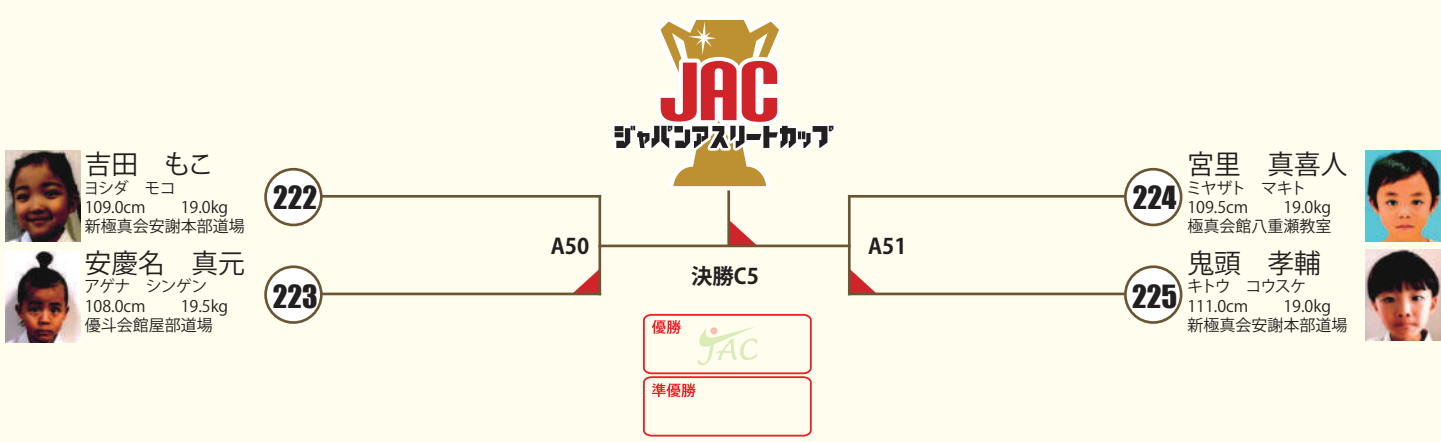 JAC
ジャパンアスリートカップ
吉田　もこ
ヨシダ　モコ
109.0cm　19.0kg
新極真会安謝本部道場
222
安慶名　真元
アゲナ　シンゲン
108.0cm　19.5kg
優斗会館屋部道場
223
A50
決勝C5
A51
宮里　真喜人
ミヤザト　マキト
109.5cm　19.0kg
極真会館八重瀬教室
224
鬼頭　孝輔
キトウ　コウスケ
111.0cm　19.0kg
新極真会安謝本部道場
225
優勝
JAC
準優勝